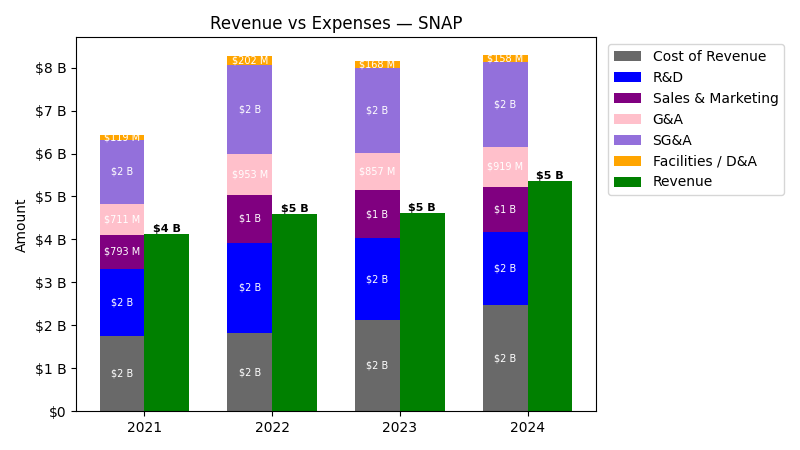 Revenue vs Expenses — SNAP
Amount
$8 B
$7 B
$6 B
$5 B
$4 B
$3 B
$2 B
$1 B
$0
$119 M
$2 B
$711 M
$793 M
$2 B
$2 B
$4 B
$202 M
$2 B
$953 M
$1 B
$2 B
$2 B
$5 B
$168 M
$2 B
$857 M
$1 B
$2 B
$2 B
$5 B
$158 M
$2 B
$919 M
$1 B
$2 B
$2 B
$5 B
2021
2022
2023
2024
Cost of Revenue
R&D
Sales & Marketing
G&A
SG&A
Facilities / D&A
Revenue